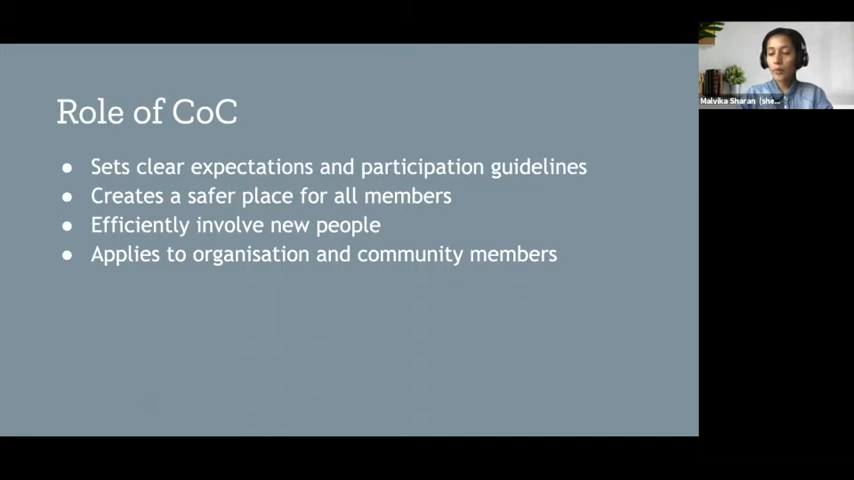 Role of CoC
● Sets clear expectations and participation guidelines
● Creates a safer place for all members
● Efficiently involve new people
● Applies to organisation and community members
Malvika Sharan (she...